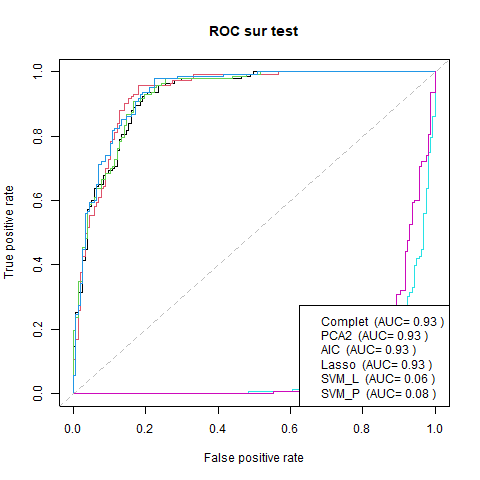 ROC sur test
True positive rate
1.0
0.8
0.6
0.4
0.2
0.0
Complet (AUC= 0.93 )
PCA2 (AUC= 0.93 )
AIC (AUC= 0.93 )
Lasso (AUC= 0.93 )
SVM_L (AUC= 0.06 )
SVM_P (AUC= 0.08 )
0.0 0.2 0.4 0.6 0.8 1.0
False positive rate